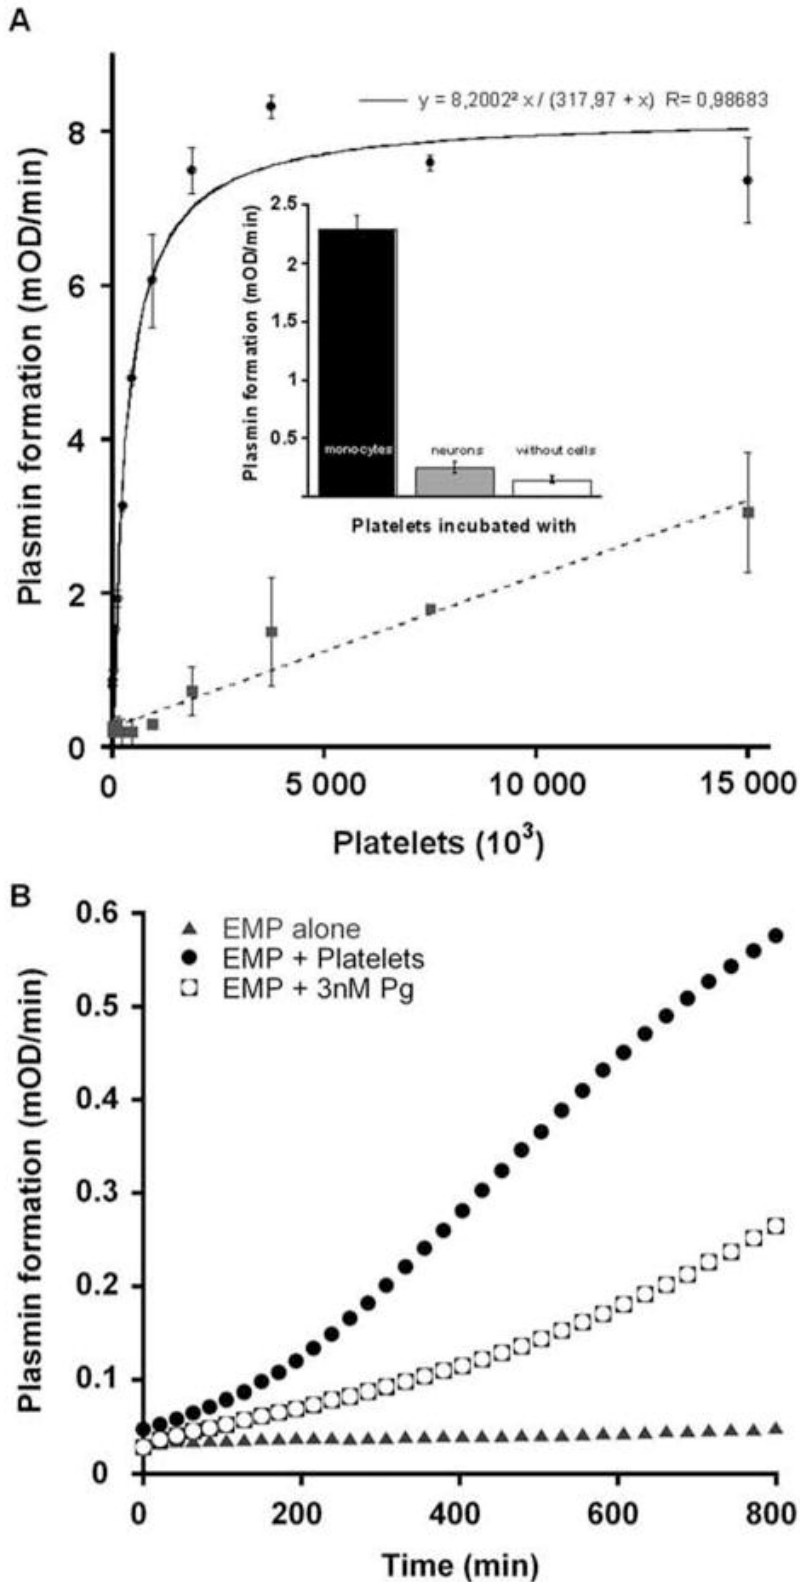 A
Plasmin formation (mOD/min)
8
6
4
2
0
y = 8,2002² x / (317,97 + x) R= 0,98683
Plasmin formation (mOD/min)
2.5
2
1.5
1
0.5
monocytes
neurons
without cells
Platelets incubated with
0
5 000
10 000
15 000
Platelets (10³)
B
Plasmin formation (mOD/min)
0.6
0.5
0.4
0.3
0.2
0.1
0
EMP alone
EMP + Platelets
EMP + 3nM Pg
0
200
400
600
800
Time (min)